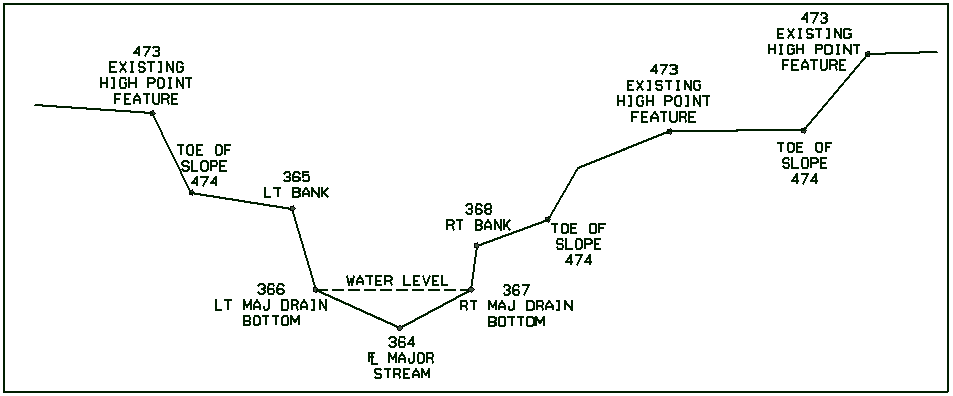 473
EXISTING
HIGH POINT
FEATURE
473
EXISTING
HIGH POINT
FEATURE
473
EXISTING
HIGH POINT
FEATURE
TOE OF
SLOPE
474
365
LT BANK
368
RT BANK
TOE OF
SLOPE
474
TOE OF
SLOPE
474
WATER LEVEL
366
LT MAJ DRAIN
BOTTOM
367
RT MAJ DRAIN
BOTTOM
364
FL MAJOR
STREAM